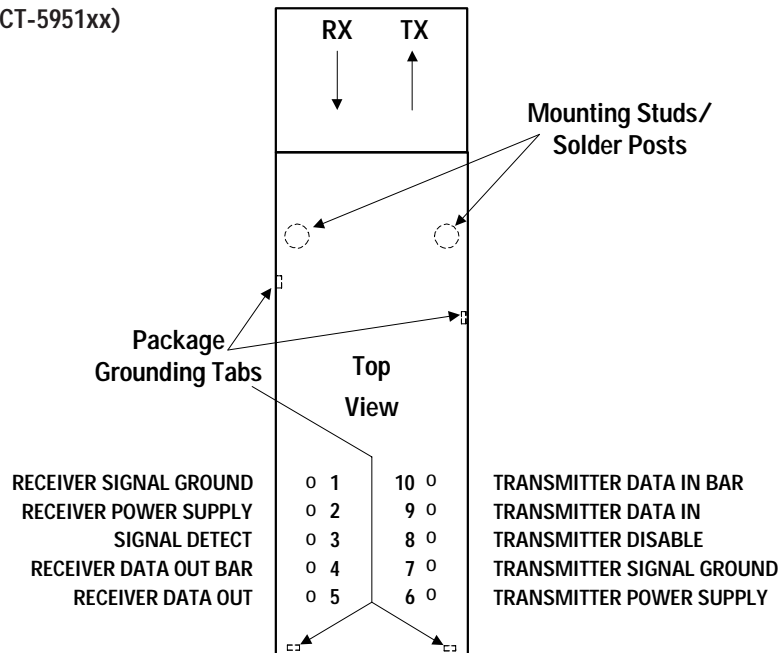 CT-5951xx)
RX TX
Mounting Studs/
Solder Posts
Package
Grounding Tabs
Top
View
RECEIVER SIGNAL GROUND o 1 10 o TRANSMITTER DATA IN BAR
RECEIVER POWER SUPPLY o 2 9 o TRANSMITTER DATA IN
SIGNAL DETECT o 3 8 o TRANSMITTER DISABLE
RECEIVER DATA OUT BAR o 4 7 o TRANSMITTER SIGNAL GROUND
RECEIVER DATA OUT o 5 6 o TRANSMITTER POWER SUPPLY